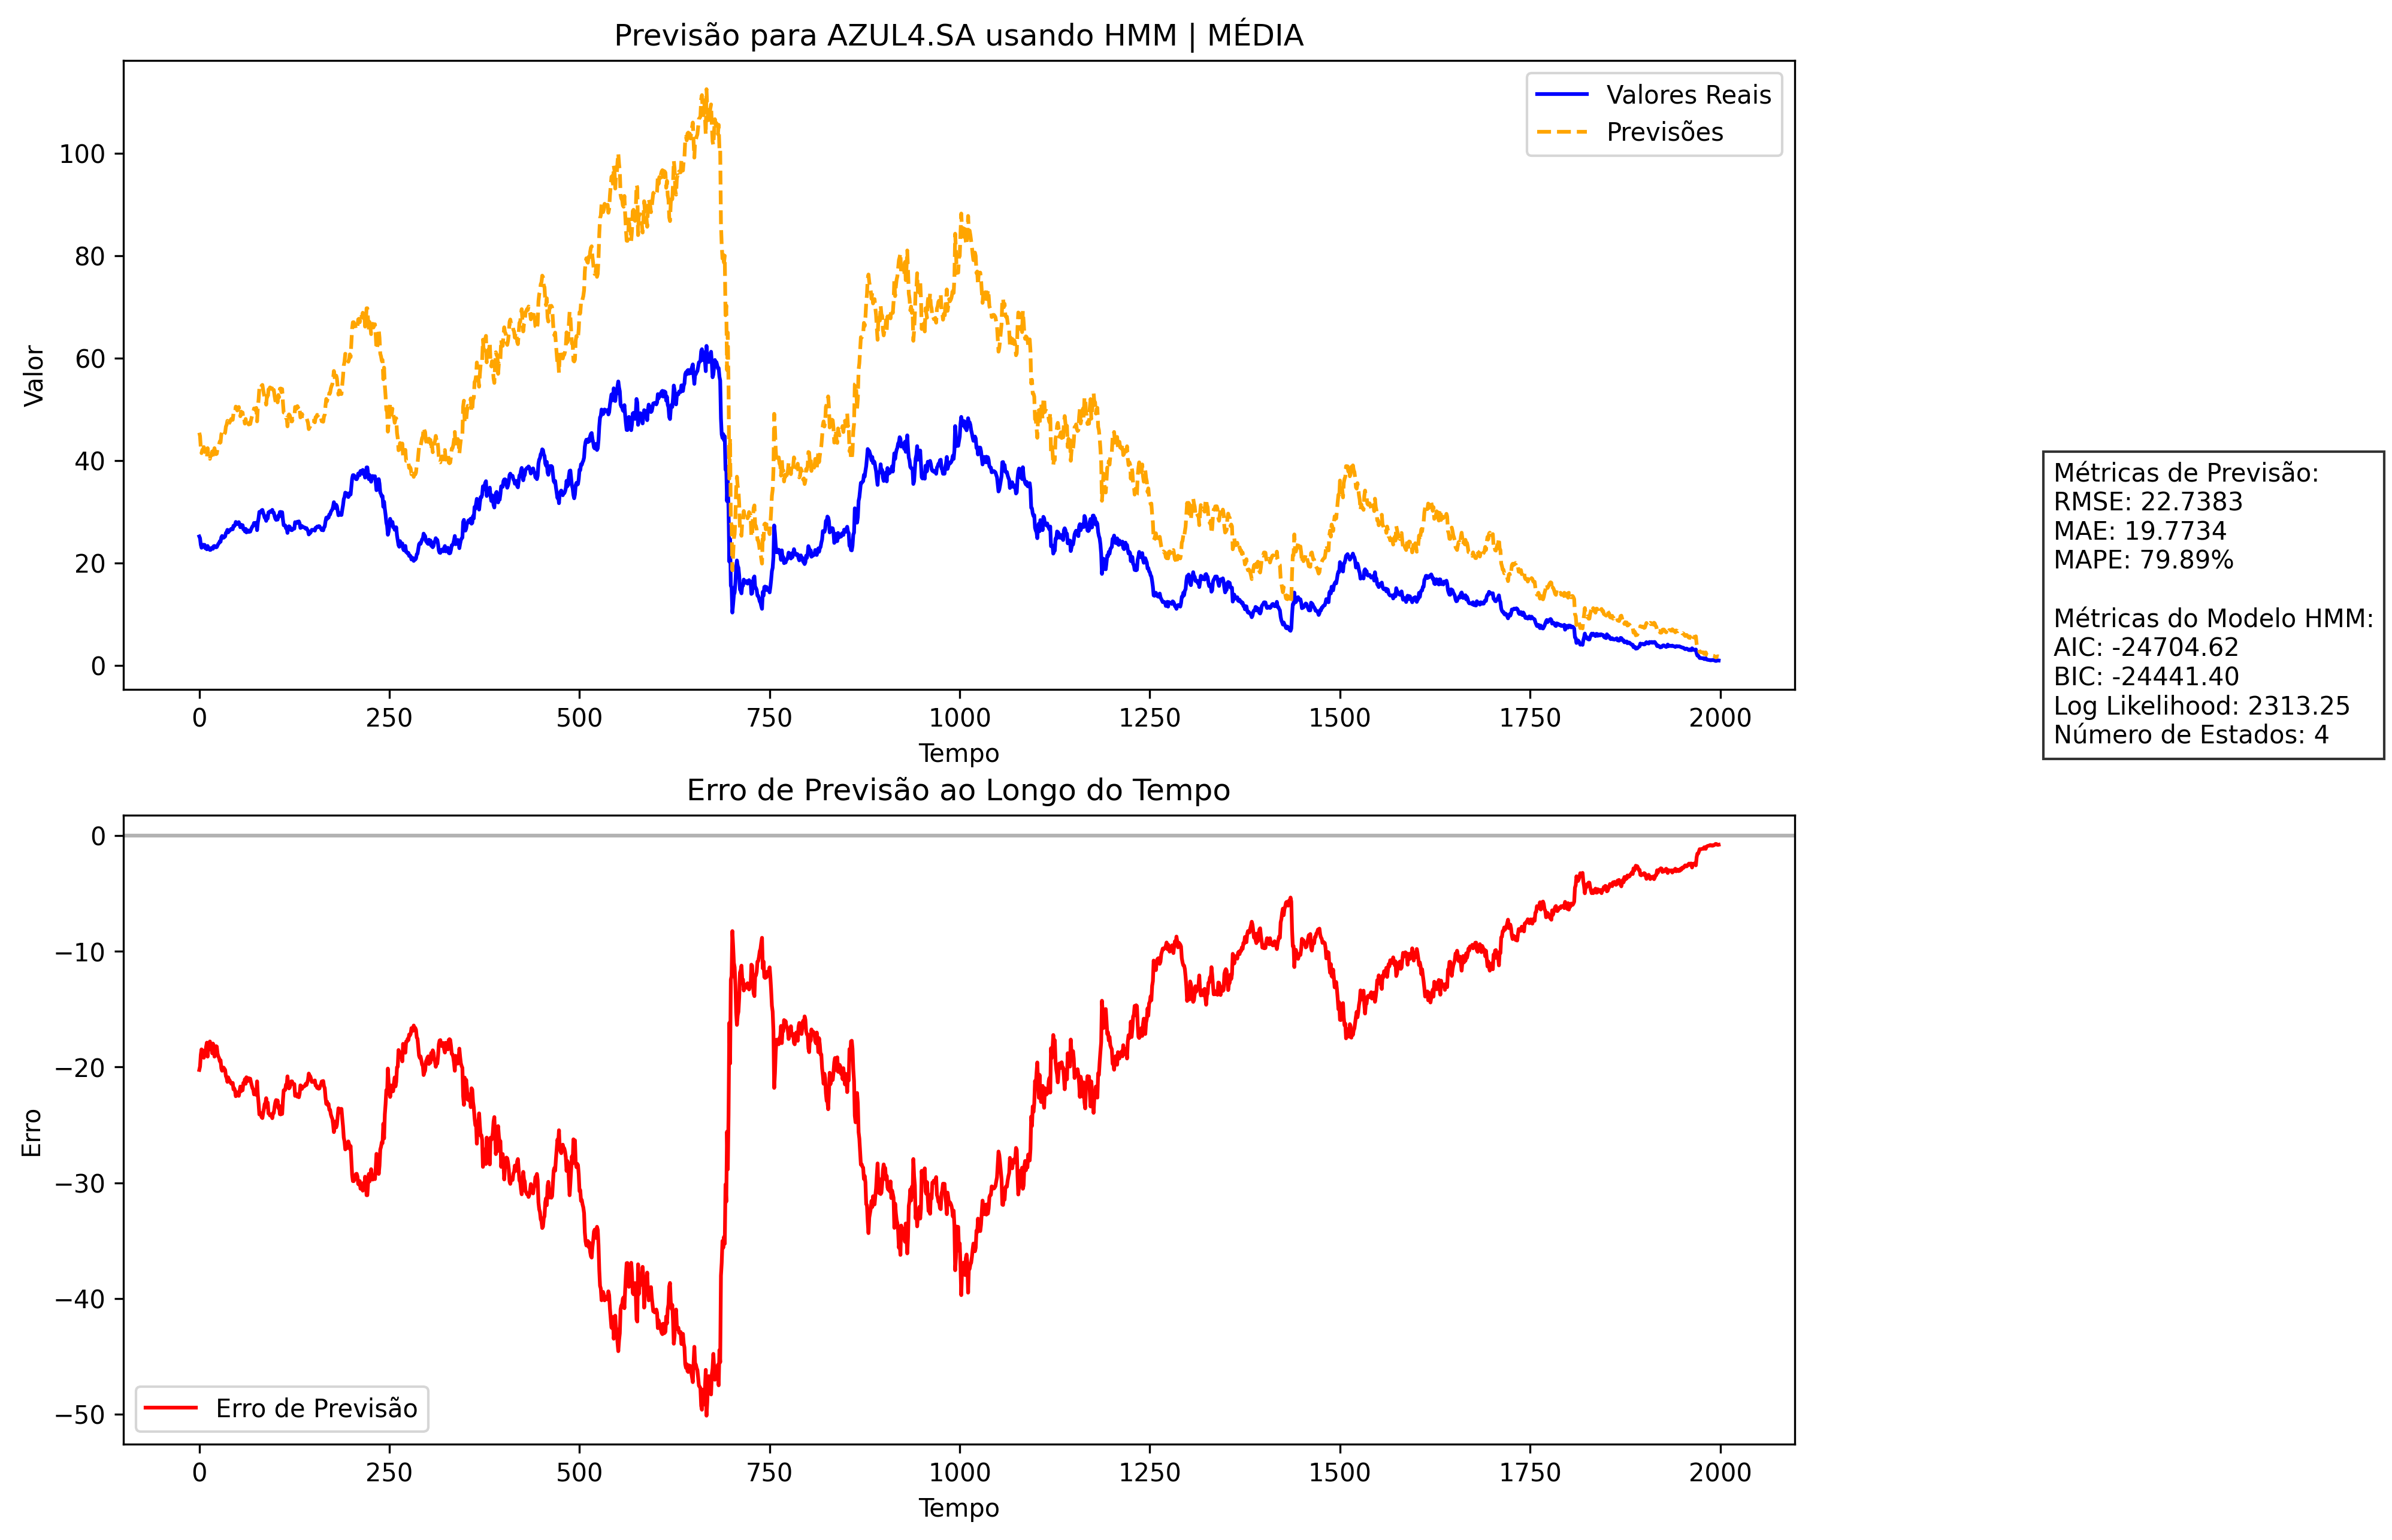 Previsão para AZUL4.SA usando HMM | MÉDIA
Valor
100
80
60
40
20
0
Valores Reais
Previsões
0 250 500 750 1000 1250 1500 1750 2000
Tempo
Métricas de Previsão:
RMSE: 22.7383
MAE: 19.7734
MAPE: 79.89%
Métricas do Modelo HMM:
AIC: -24704.62
BIC: -24441.40
Log Likelihood: 2313.25
Número de Estados: 4
Erro de Previsão ao Longo do Tempo
Erro
0
−10
−20
−30
−40
−50
Erro de Previsão
0 250 500 750 1000 1250 1500 1750 2000
Tempo